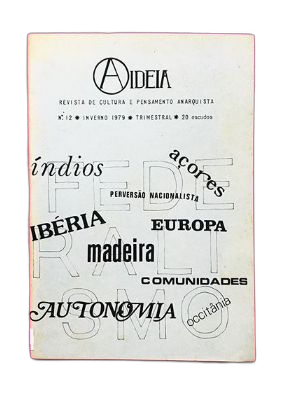 A IDEIA
REVISTA DE CULTURA E PENSAMENTO ANARQUISTA
Nº 12 ✱ INVERNO 1979 ✱ TRIMESTRAL ✱ 20 escudos
índios
açores
FEDE
PERVERSÃO NACIONALISTA
IBÉRIA
EUROPA
RALI
madeira
COMUNIDADES
SMO
AUTONOMIA
occitânia